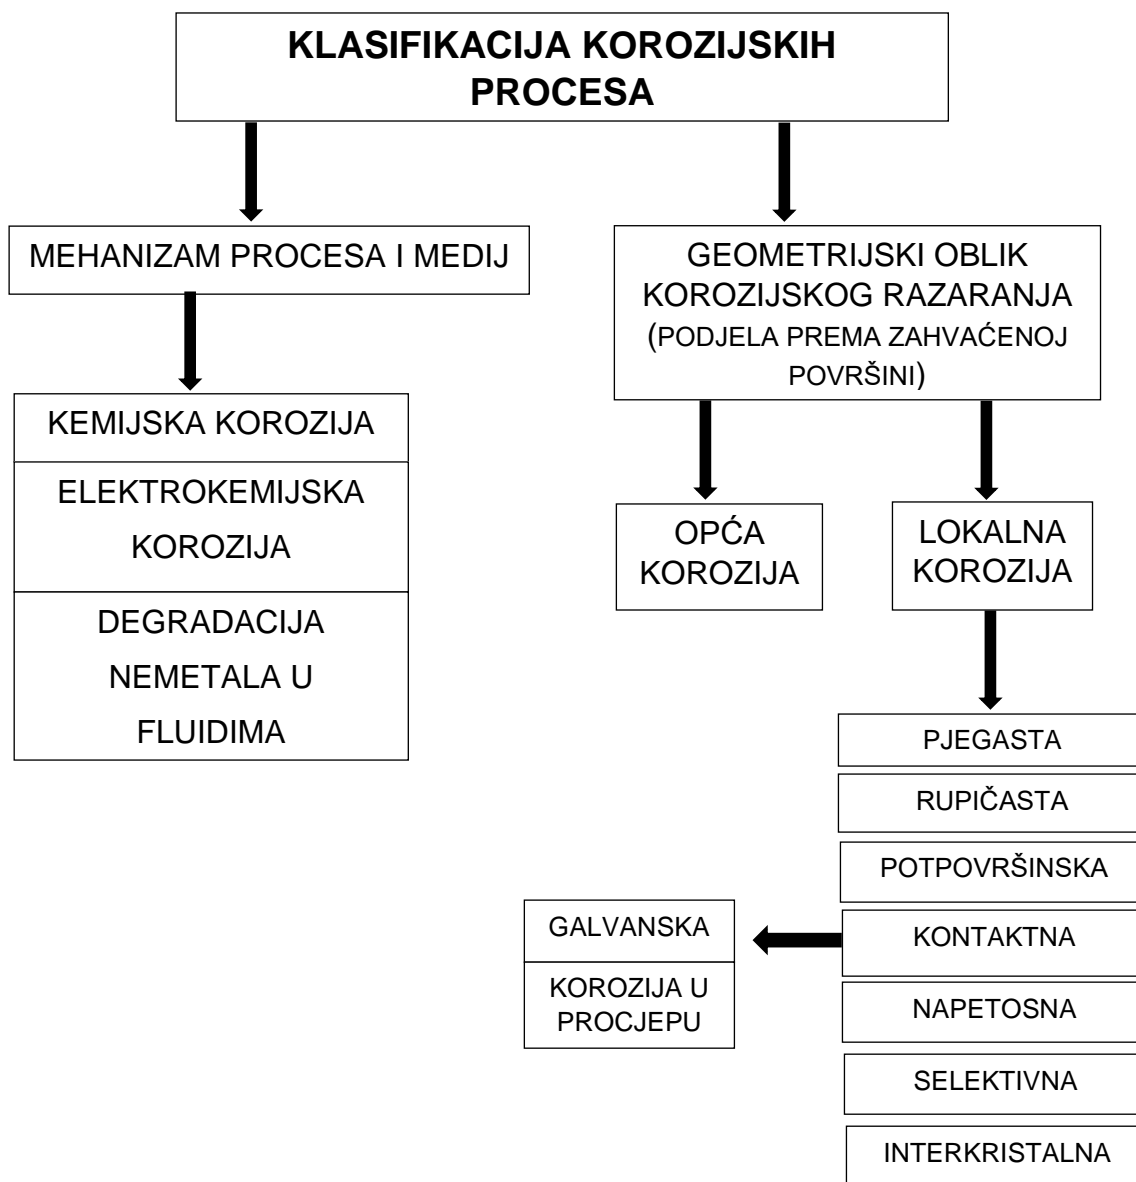 KLASIFIKACIJA KOROZIJSKIH
PROCESA
MEHANIZAM PROCESA I MEDIJ
GEOMETRIJSKI OBLIK
KOROZIJSKOG RAZARANJA
(PODJELA PREMA ZAHVAĆENOJ
POVRŠINI)
KEMIJSKA KOROZIJA
ELEKTROKEMIJSKA
KOROZIJA
DEGRADACIJA
NEMETALA U
FLUIDIMA
OPĆA
KOROZIJA
LOKALNA
KOROZIJA
PJEGASTA
RUPIČASTA
POTPOVRŠINSKA
KONTAKTNA
GALVANSKA
KOROZIJA U
PROCJEPU
NAPETOSNA
SELEKTIVNA
INTERKRISTALNA